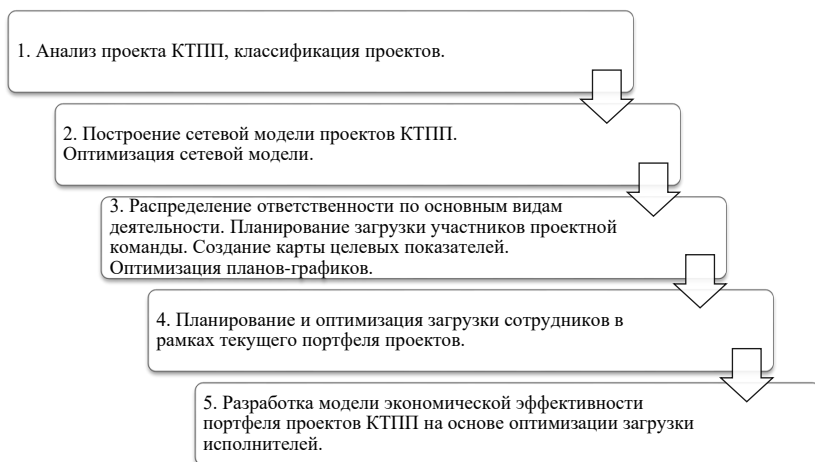 1. Анализ проекта КТПП, классификация проектов.
2. Построение сетевой модели проектов КТПП.
Оптимизация сетевой модели.
3. Распределение ответственности по основным видам
деятельности. Планирование загрузки участников проектной
команды. Создание карты целевых показателей.
Оптимизация планов-графиков.
4. Планирование и оптимизация загрузки сотрудников в
рамках текущего портфеля проектов.
5. Разработка модели экономической эффективности
портфеля проектов КТПП на основе оптимизации загрузки
исполнителей.